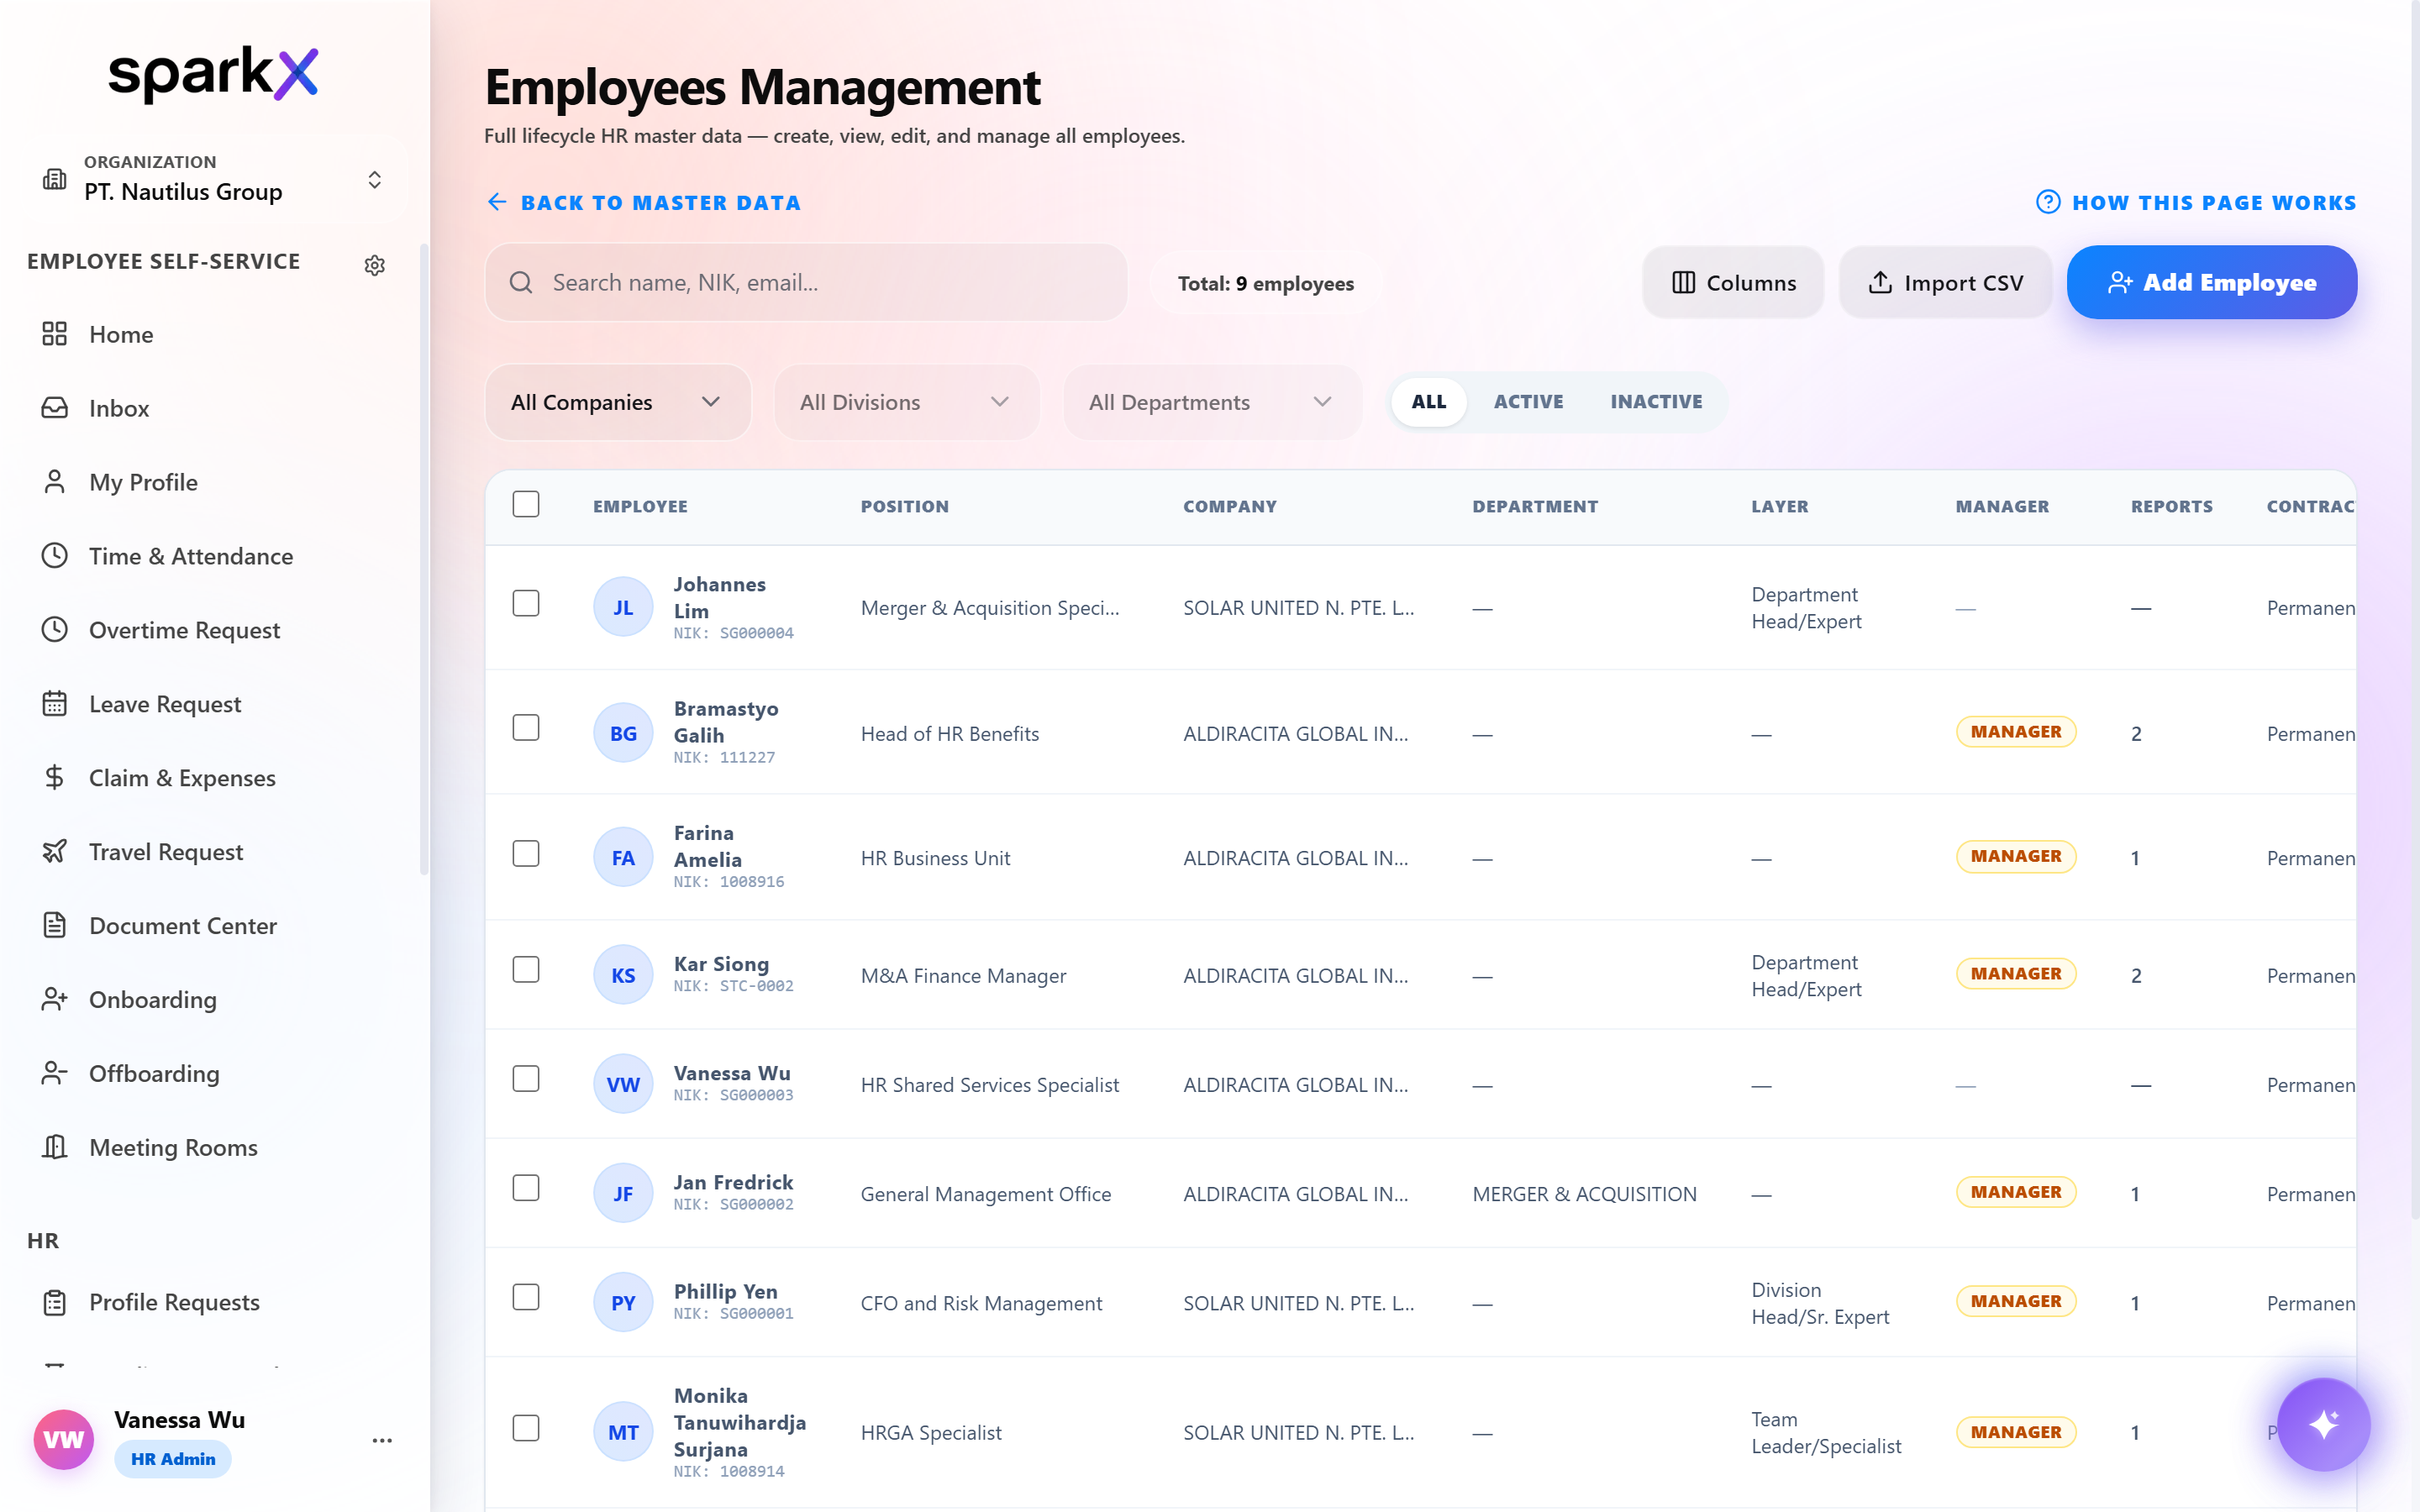 sparkX
ORGANIZATION
PT. Nautilus Group
EMPLOYEE SELF-SERVICE
Home
Inbox
My Profile
Time & Attendance
Overtime Request
Leave Request
Claim & Expenses
Travel Request
Document Center
Onboarding
Offboarding
Meeting Rooms
HR
Profile Requests
VW
Vanessa Wu
HR Admin
Employees Management
Full lifecycle HR master data — create, view, edit, and manage all employees.
BACK TO MASTER DATA
HOW THIS PAGE WORKS
Search name, NIK, email...
Total: 9 employees
Columns
Import CSV
Add Employee
All Companies
All Divisions
All Departments
ALL
ACTIVE
INACTIVE
EMPLOYEE POSITION COMPANY DEPARTMENT LAYER MANAGER REPORTS CONTRAC
JL
Johannes
Lim
NIK: SG000004
Merger & Acquisition Speci...
SOLAR UNITED N. PTE. L...
—
Department
Head/Expert
—
—
Permanen
BG
Bramastyo
Galih
NIK: 111227
Head of HR Benefits
ALDIRACITA GLOBAL IN...
—
—
MANAGER
2
Permanen
FA
Farina
Amelia
NIK: 1008916
HR Business Unit
ALDIRACITA GLOBAL IN...
—
—
MANAGER
1
Permanen
KS
Kar Siong
NIK: STC-0002
M&A Finance Manager
ALDIRACITA GLOBAL IN...
—
Department
Head/Expert
MANAGER
2
Permanen
VW
Vanessa Wu
NIK: SG000003
HR Shared Services Specialist
ALDIRACITA GLOBAL IN...
—
—
—
—
Permanen
JF
Jan Fredrick
NIK: SG000002
General Management Office
ALDIRACITA GLOBAL IN...
MERGER & ACQUISITION
—
MANAGER
1
Permanen
PY
Phillip Yen
NIK: SG000001
CFO and Risk Management
SOLAR UNITED N. PTE. L...
—
Division
Head/Sr. Expert
MANAGER
1
Permanen
MT
Monika
Tanuwihardja
Surjana
NIK: 1008914
HRGA Specialist
SOLAR UNITED N. PTE. L...
—
Team
Leader/Specialist
MANAGER
1
P